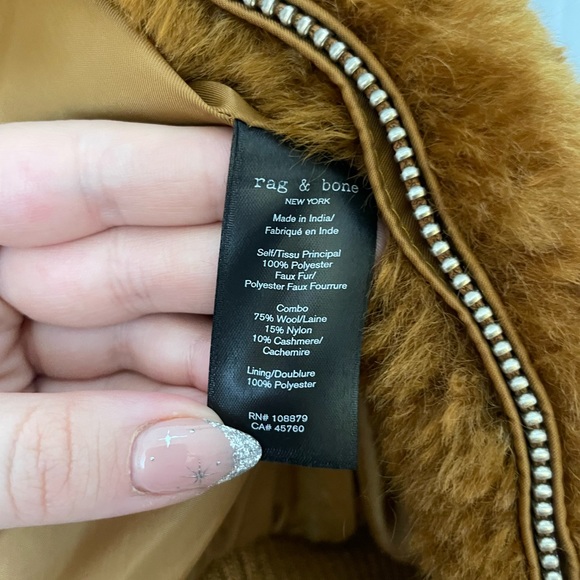 rag & bone
NEW YORK
Made in India/
Fabriqué en Inde
Self/Tissu Principal
100% Polyester
Faux Fur/
Polyester Faux Fourrure
Combo
75% Wool/Laine
15% Nylon
10% Cashmere/
Cachemire
Lining/Doublure
100% Polyester
RN# 108879
CA# 45760